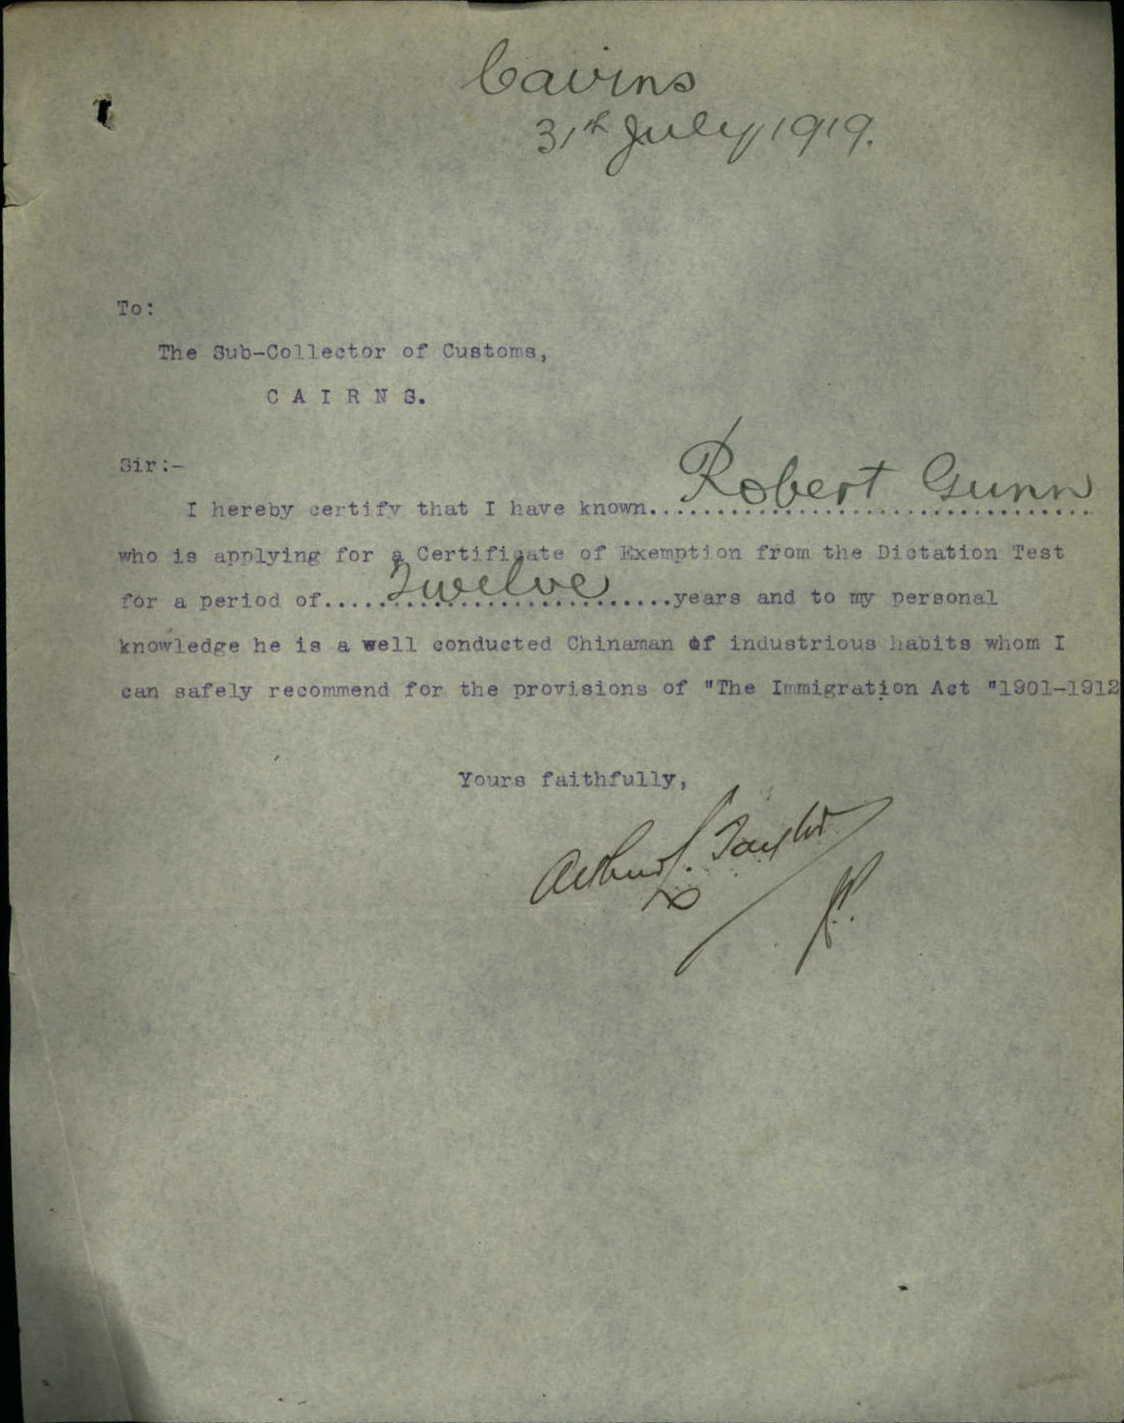 Cairns
31th July 1919.
To:
The Sub-Collector of Customs,
C A I R N S.
Sir:-
I hereby certify that I have known....Robert Gunn....
who is applying for a Certificate of Exemption from the Dictation Test
for a period of....Twelve....years and to my personal
knowledge he is a well conducted Chinaman of industrious habits whom I
can safely recommend for the provisions of "The Immigration Act "1901-1912
Yours faithfully,
Arthur J. Taylor